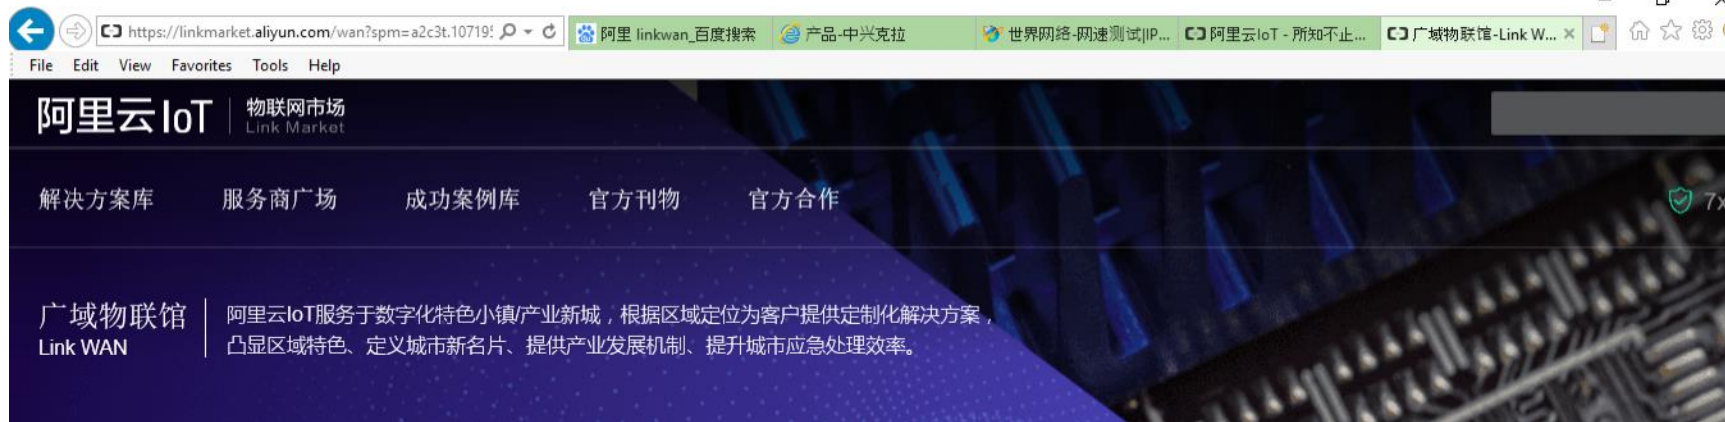 https://linkmarket.aliyun.com/wan?spm=a2c3t.10719
阿里 linkwan_百度搜索
产品-中兴克拉
世界网络-网速测试|IP...
阿里云IoT - 所知不止...
广域物联馆-Link W...
File Edit View Favorites Tools Help
阿里云IoT
物联网市场
Link Market
解决方案库 服务商广场 成功案例库 官方刊物 官方合作
7x
广域物联馆
Link WAN
阿里云IoT服务于数字化特色小镇/产业新城，根据区域定位为客户提供定制化解决方案，
凸显区域特色、定义城市新名片、提供产业发展机制、提升城市应急处理效率。